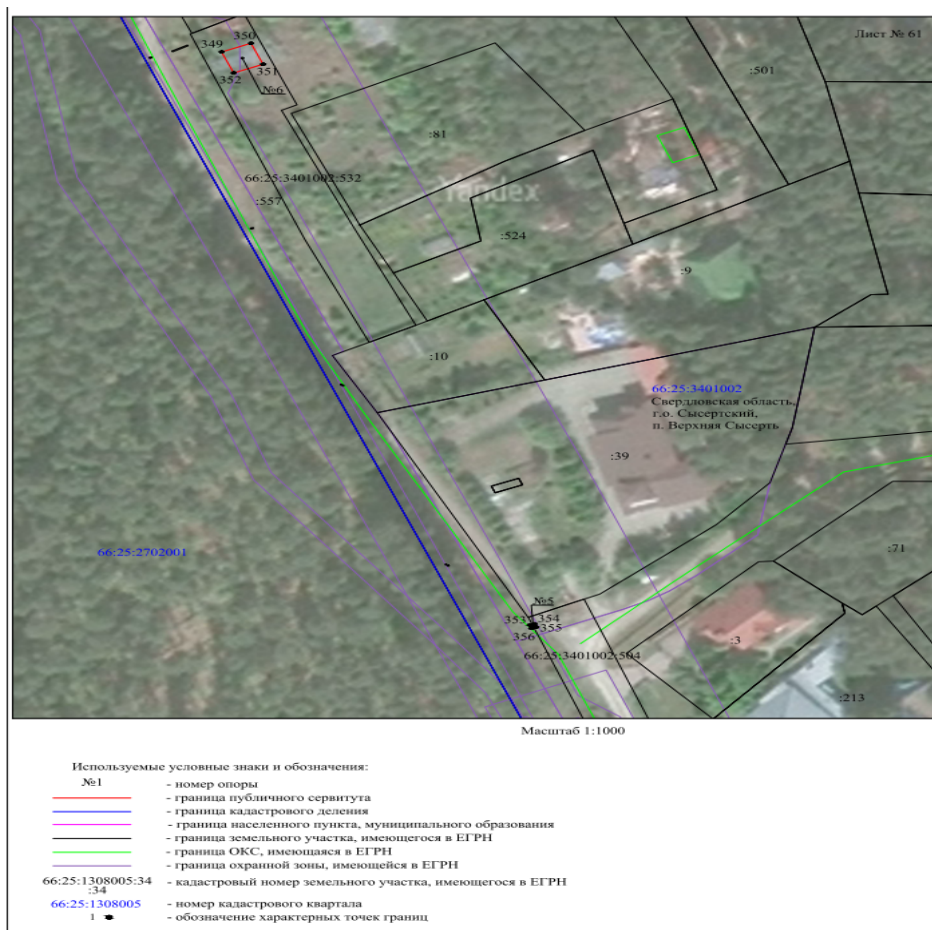 Лист № 61
350
349
351
352
№6
:501
:81
66:25:3401002:532
:557
Yandex
:524
:9
:10
66:25:3401002
Свердловская область,
г.о. Сысертский,
п. Верхняя Сысерть
:39
66:25:2702001
:71
№5
353 354
356 355
:3
66:25:3401002:504
:213
Масштаб 1:1000
Используемые условные знаки и обозначения:
№1 - номер опоры
- граница публичного сервитута
- граница кадастрового деления
- граница населенного пункта, муниципального образования
- граница земельного участка, имеющегося в ЕГРН
- граница ОКС, имеющаяся в ЕГРН
- граница охранной зоны, имеющейся в ЕГРН
66:25:1308005:34 - кадастровый номер земельного участка, имеющегося в ЕГРН
:34
66:25:1308005 - номер кадастрового квартала
1 - обозначение характерных точек границ